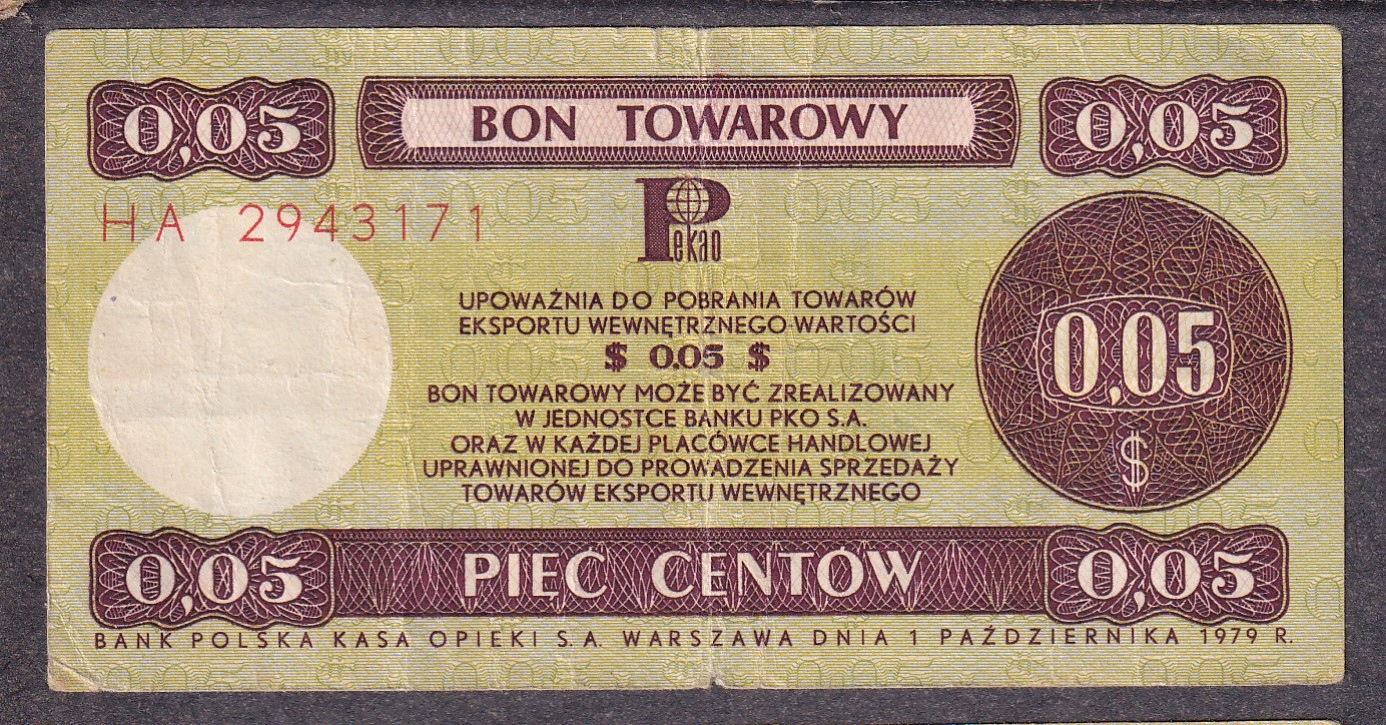 0,05 BON TOWAROWY 0,05
HA 2943171
Pekao
UPOWAŻNIA DO POBRANIA TOWARÓW
EKSPORTU WEWNĘTRZNEGO WARTOŚCI
$ 0.05 $
BON TOWAROWY MOŻE BYĆ ZREALIZOWANY
W JEDNOSTCE BANKU PKO S.A.
ORAZ W KAŻDEJ PLACÓWCE HANDLOWEJ
UPRAWNIONEJ DO PROWADZENIA SPRZEDAŻY
TOWARÓW EKSPORTU WEWNĘTRZNEGO
0,05
$
0,05 PIĘĆ CENTÓW 0,05
BANK POLSKA KASA OPIEKI S.A. WARSZAWA DNIA 1 PAŹDZIERNIKA 1979 R.